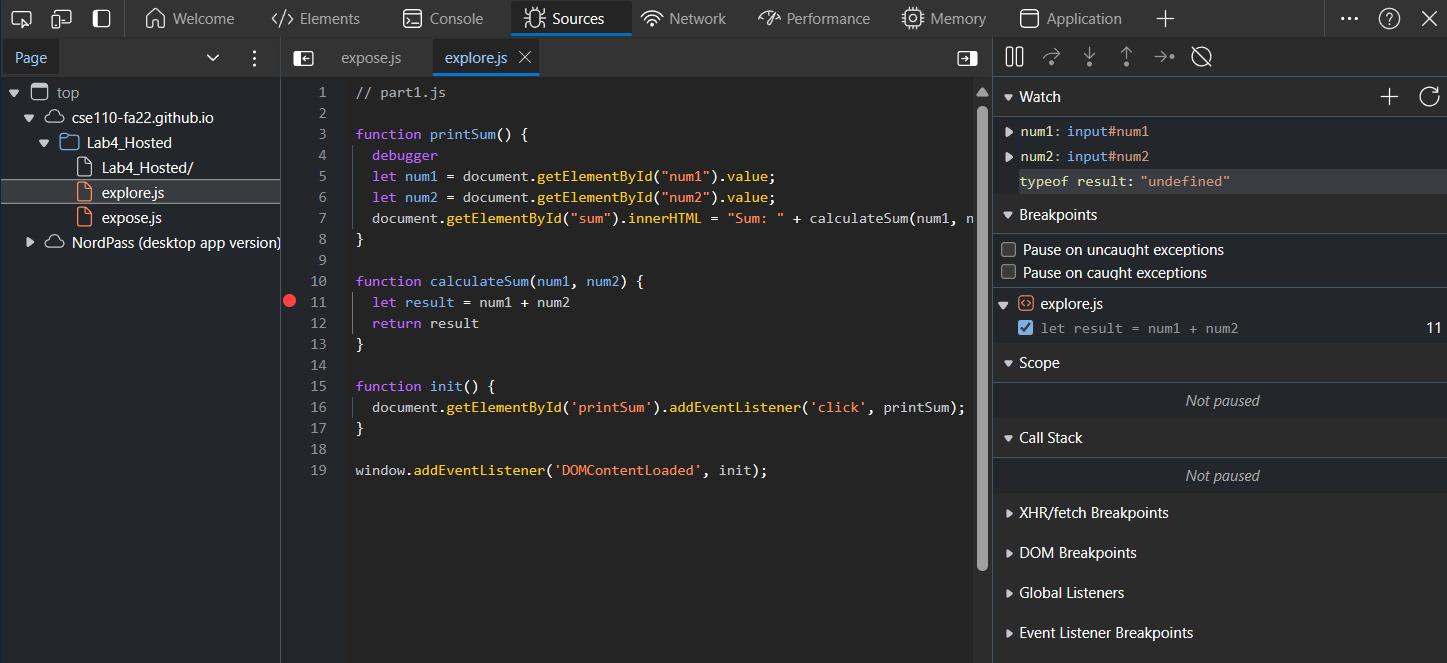 Welcome Elements Console Sources Network Performance Memory Application
Page
expose.js explore.js
top
cse110-fa22.github.io
Lab4_Hosted
Lab4_Hosted/
explore.js
expose.js
NordPass (desktop app version)
1 // part1.js
2
3 function printSum() {
4 debugger
5 let num1 = document.getElementById("num1").value;
6 let num2 = document.getElementById("num2").value;
7 document.getElementById("sum").innerHTML = "Sum: " + calculateSum(num1, n
8 }
9
10 function calculateSum(num1, num2) {
11 let result = num1 + num2
12 return result
13 }
14
15 function init() {
16 document.getElementById('printSum').addEventListener('click', printSum);
17 }
18
19 window.addEventListener('DOMContentLoaded', init);
Watch
num1: input#num1
num2: input#num2
typeof result: "undefined"
Breakpoints
Pause on uncaught exceptions
Pause on caught exceptions
explore.js
let result = num1 + num2 11
Scope
Not paused
Call Stack
Not paused
XHR/fetch Breakpoints
DOM Breakpoints
Global Listeners
Event Listener Breakpoints